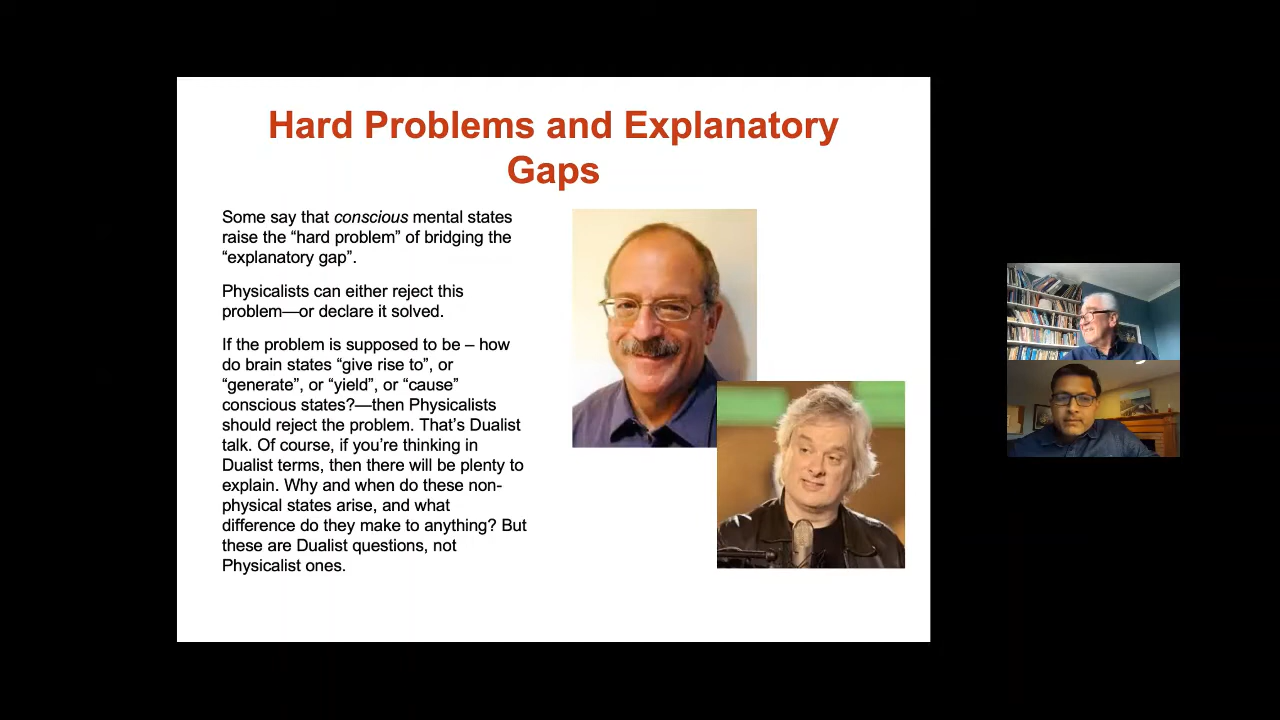 Hard Problems and Explanatory
Gaps
Some say that conscious mental states
raise the “hard problem” of bridging the
“explanatory gap”.
Physicalists can either reject this
problem—or declare it solved.
If the problem is supposed to be – how
do brain states “give rise to”, or
“generate”, or “yield”, or “cause”
conscious states?—then Physicalists
should reject the problem. That’s Dualist
talk. Of course, if you’re thinking in
Dualist terms, then there will be plenty to
explain. Why and when do these non-
physical states arise, and what
difference do they make to anything? But
these are Dualist questions, not
Physicalist ones.